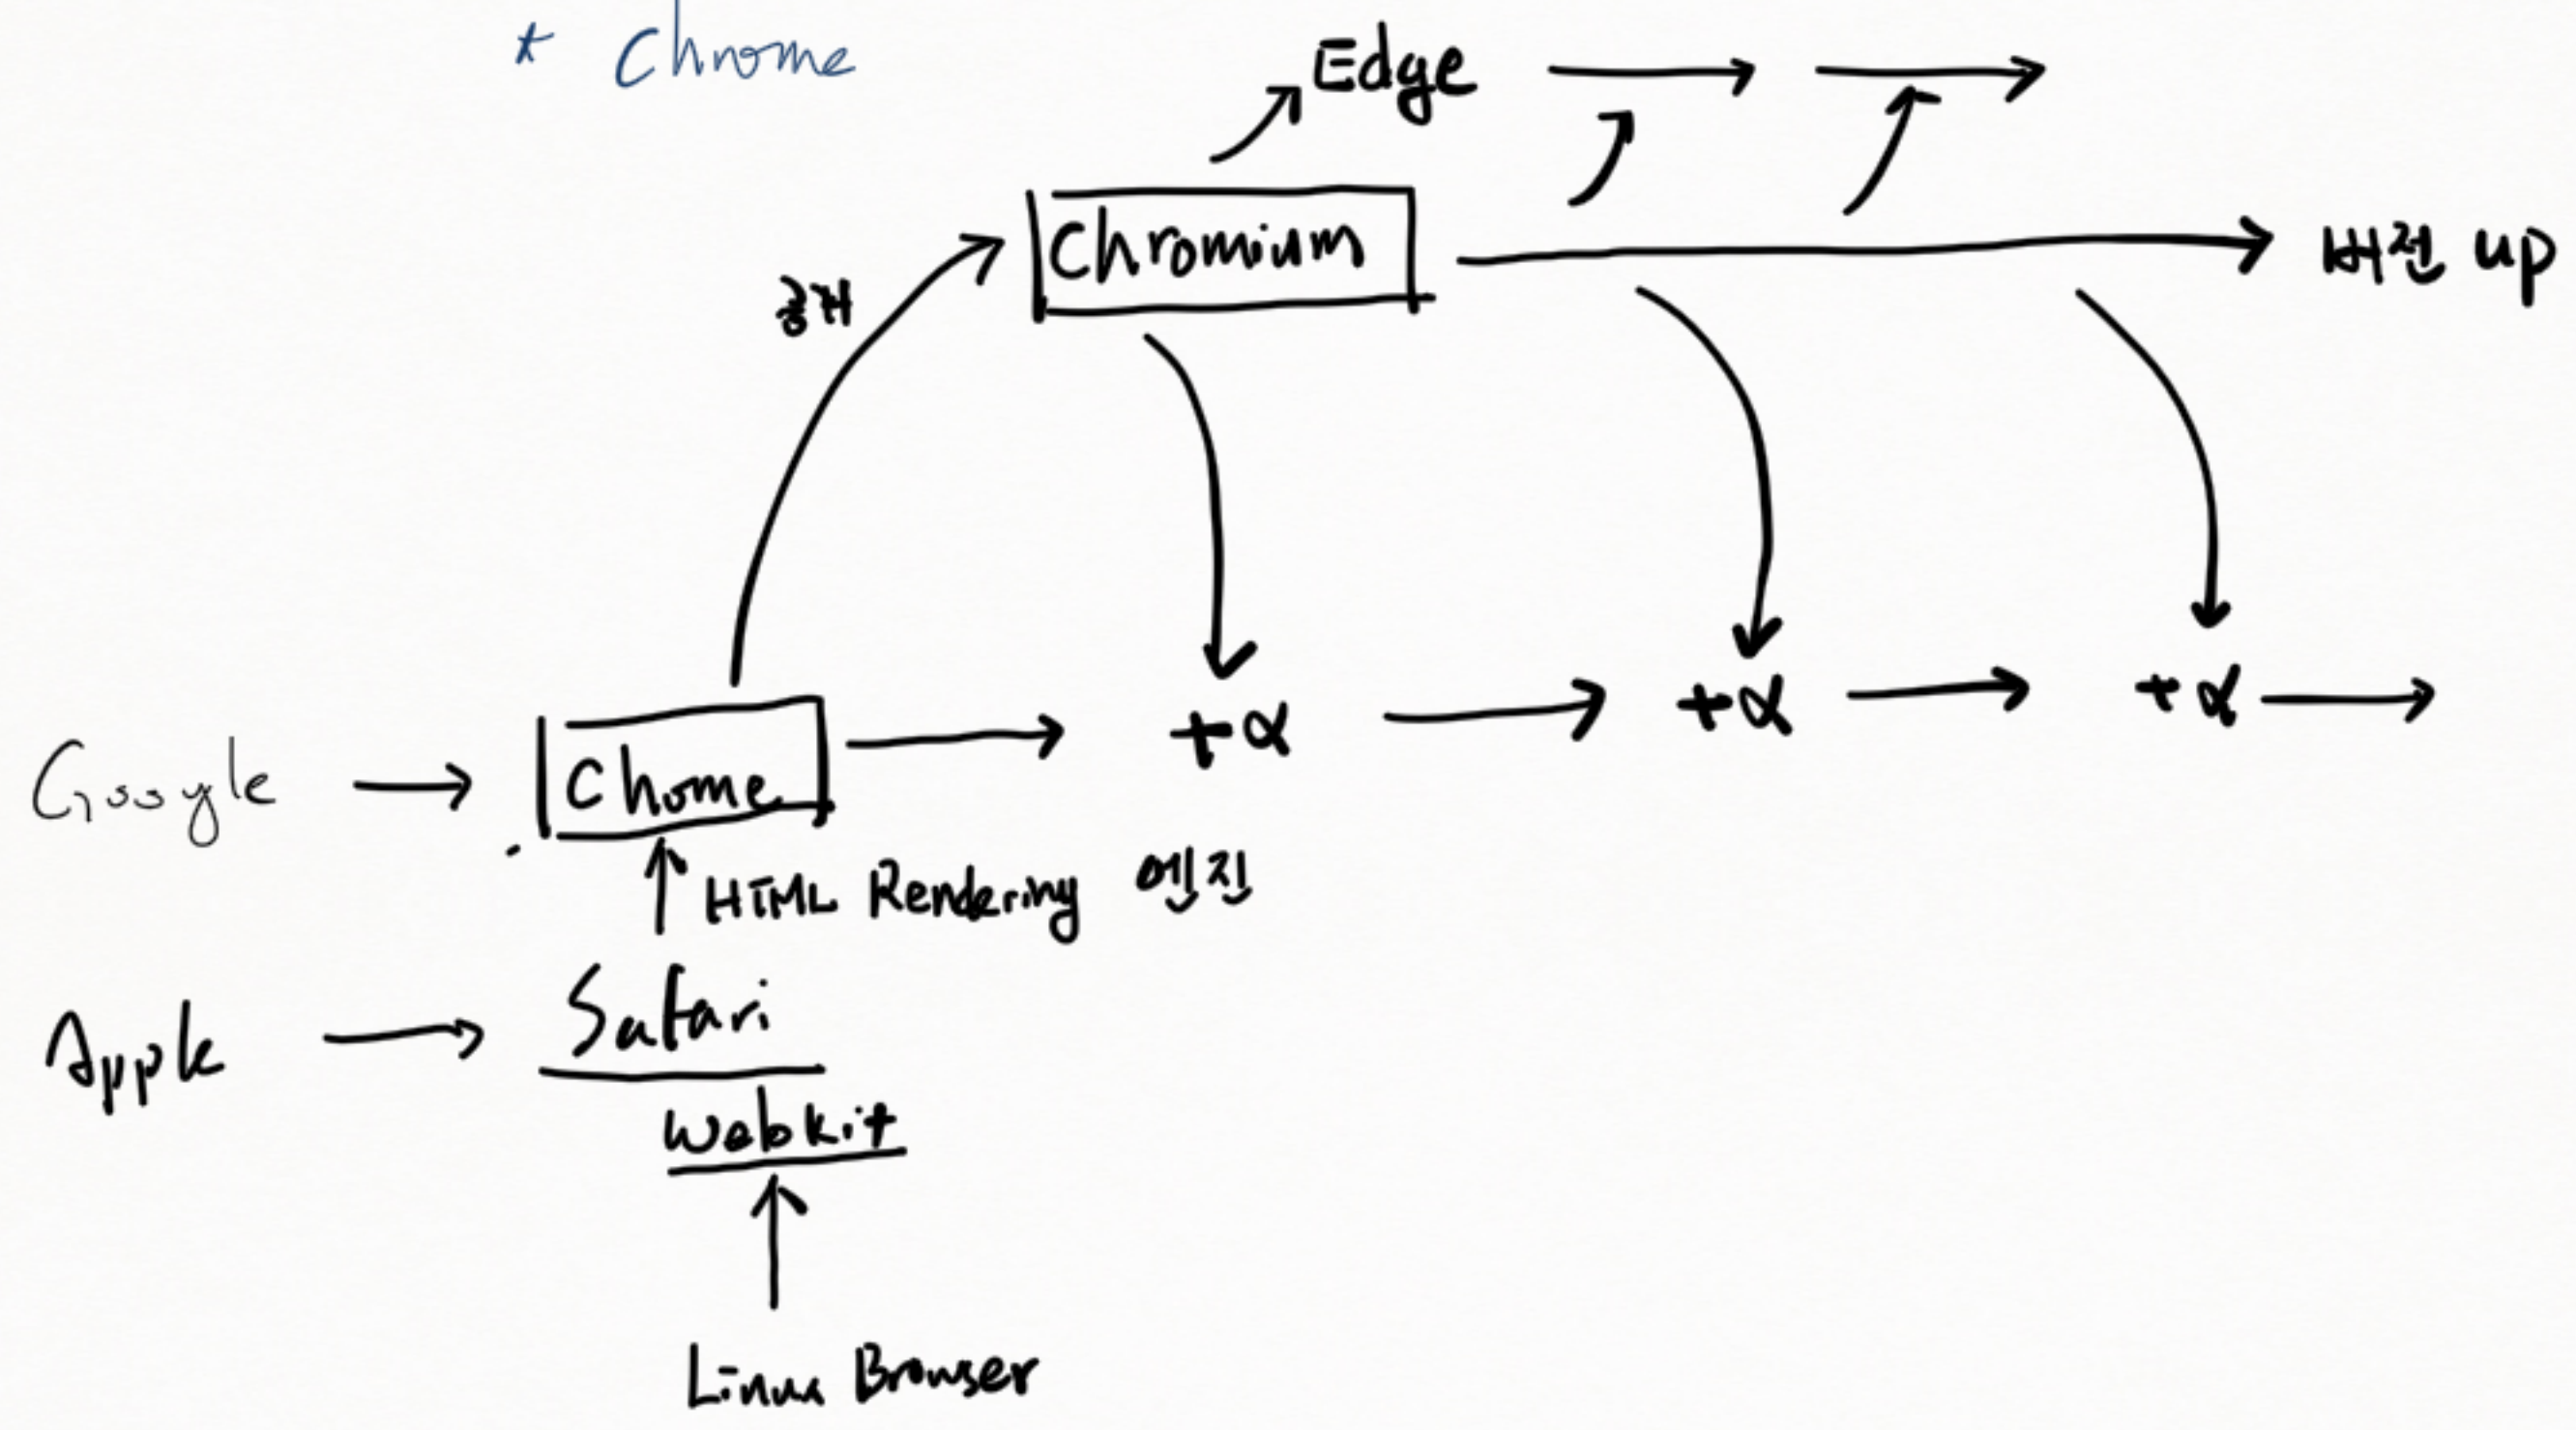 * Chrome
Edge
Chromium
버전 up
공개
+α
+α
+α
Google
Chome
HTML Rendering 엔진
Apple
Safari
Webkit
Linux Browser